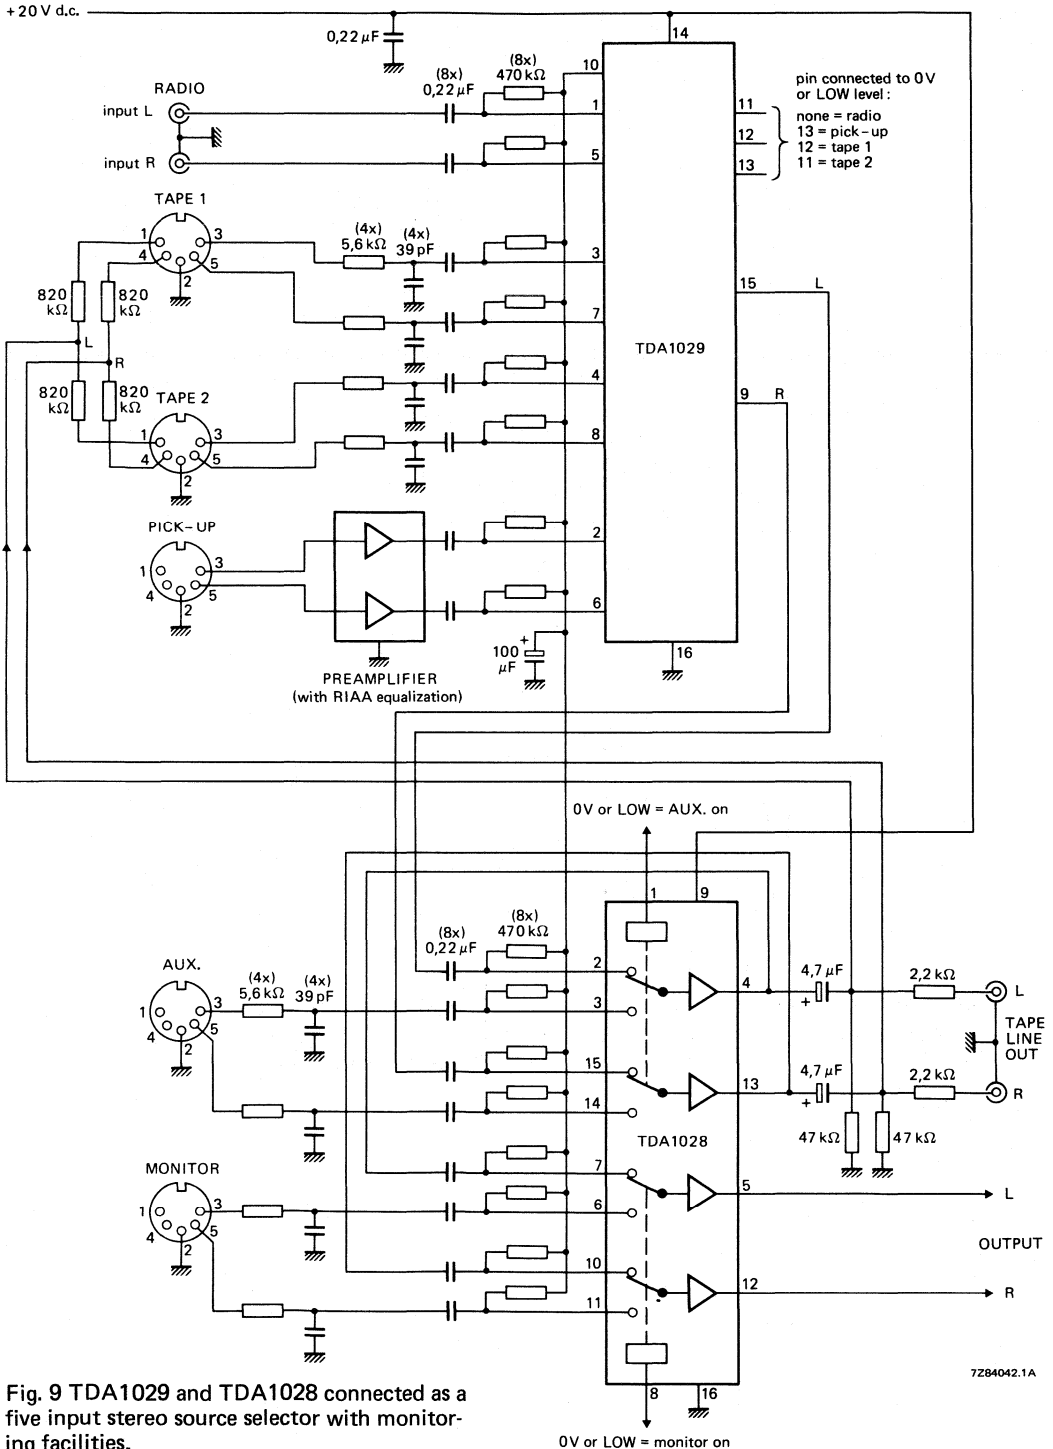 +20 V d.c.
0,22 µF
14
(8x)
0,22 µF
(8x)
470 kΩ
10
RADIO
input L
input R
1
5
11
12
13
pin connected to 0 V
or LOW level :
none = radio
13 = pick-up
12 = tape 1
11 = tape 2
TAPE 1
1
3
4
5
2
(4x)
5,6 kΩ
(4x)
39 pF
3
7
15
L
820
kΩ
820
kΩ
L
R
TDA1029
820
kΩ
820
kΩ
TAPE 2
1
3
4
5
2
4
8
9
R
PICK-UP
1
3
4
5
2
2
6
PREAMPLIFIER
(with RIAA equalization)
+
100
µF
16
0V or LOW = AUX. on
1
9
(8x)
0,22 µF
(8x)
470 kΩ
AUX.
1
3
4
5
2
(4x)
5,6 kΩ
(4x)
39 pF
2
3
15
14
4
13
4,7 µF
+
2,2 kΩ
L
TAPE
LINE
OUT
4,7 µF
+
2,2 kΩ
R
47 kΩ
47 kΩ
TDA1028
MONITOR
1
3
4
5
2
7
6
10
11
5
L
OUTPUT
12
R
8
16
7Z84042.1A
0V or LOW = monitor on
Fig. 9 TDA1029 and TDA1028 connected as a
five input stereo source selector with monitor-
ing facilities.